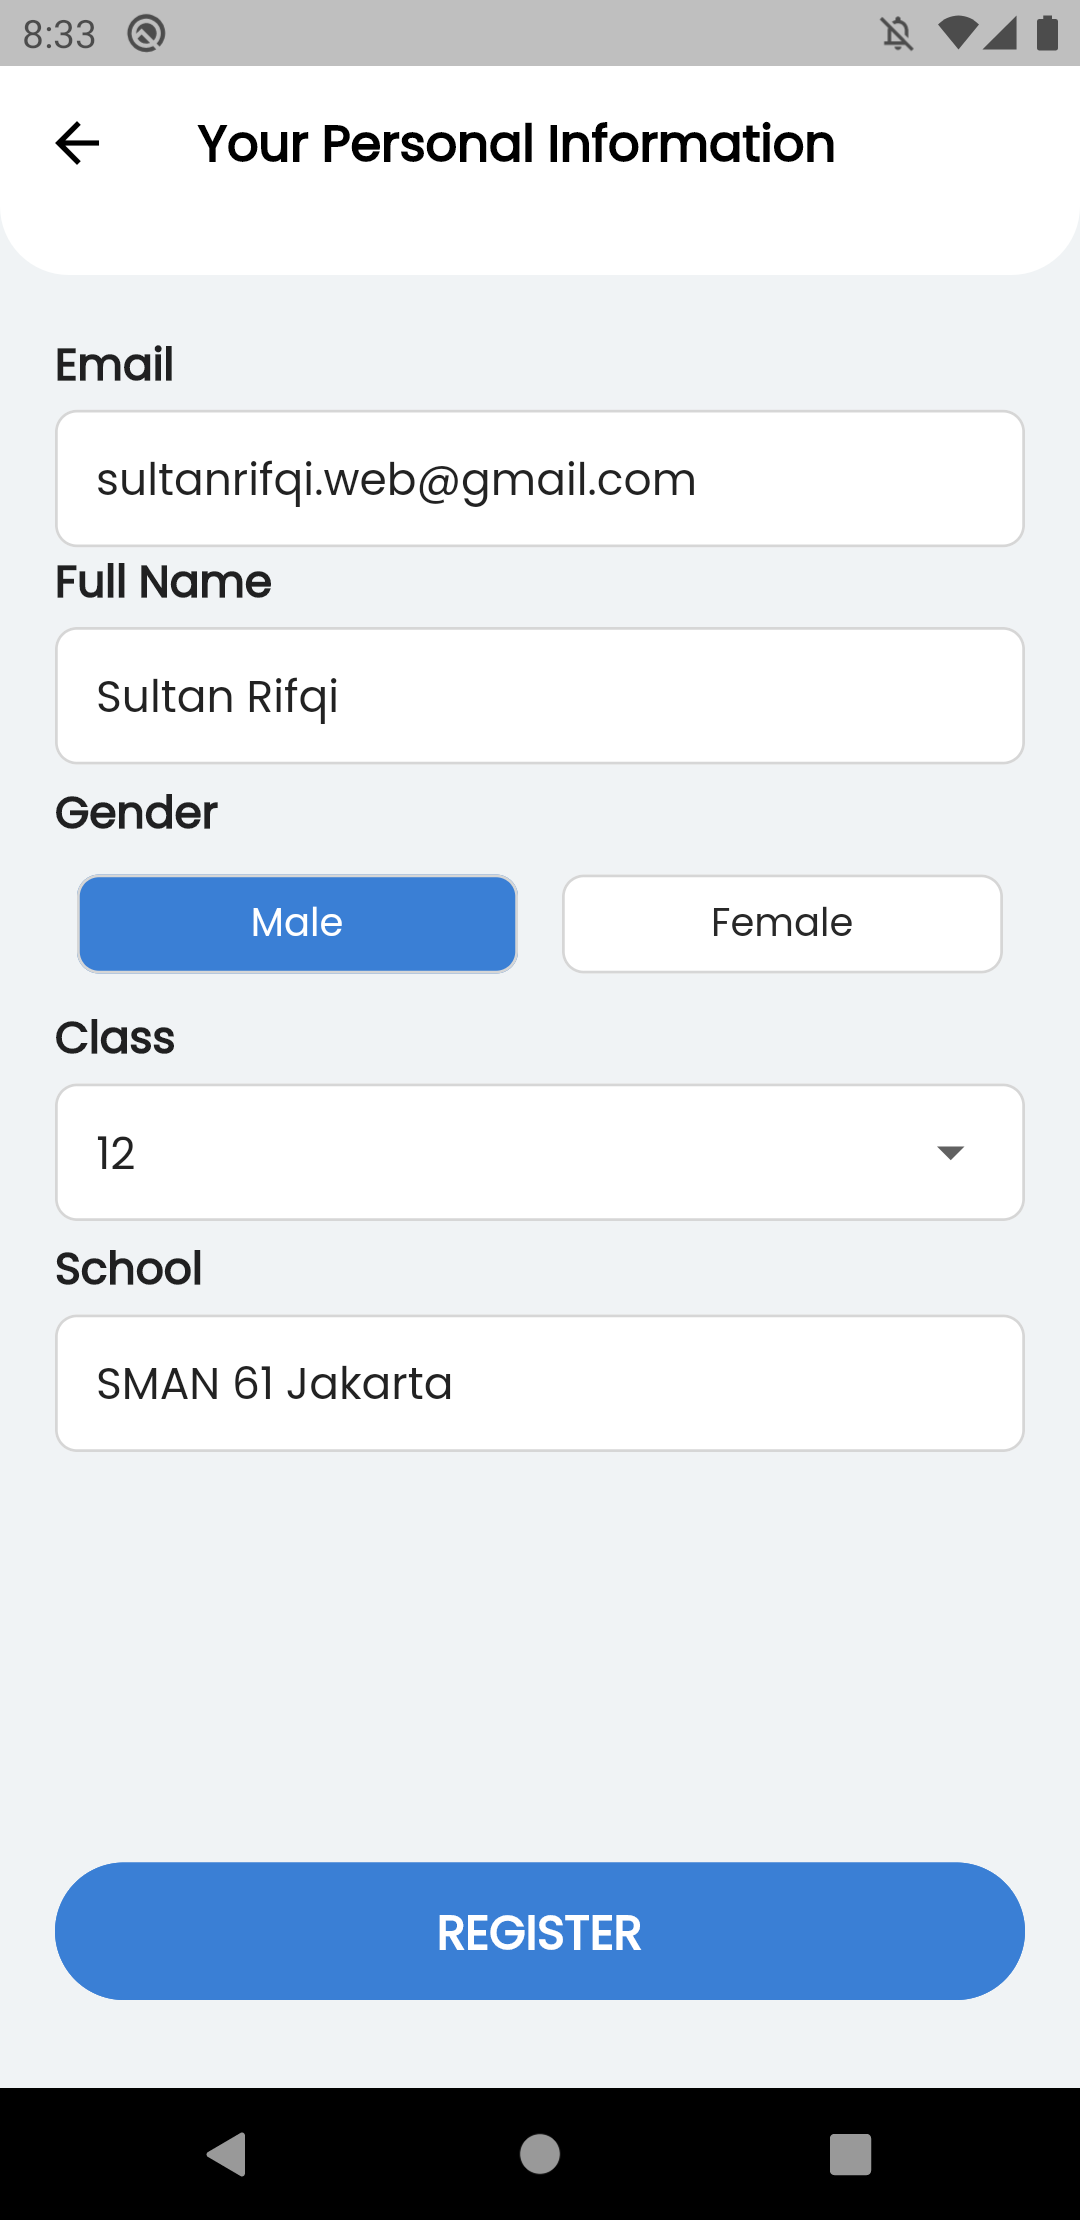 8:33
Your Personal Information
Email
sultanrifqi.web@gmail.com
Full Name
Sultan Rifqi
Gender
Male Female
Class
12
School
SMAN 61 Jakarta
REGISTER